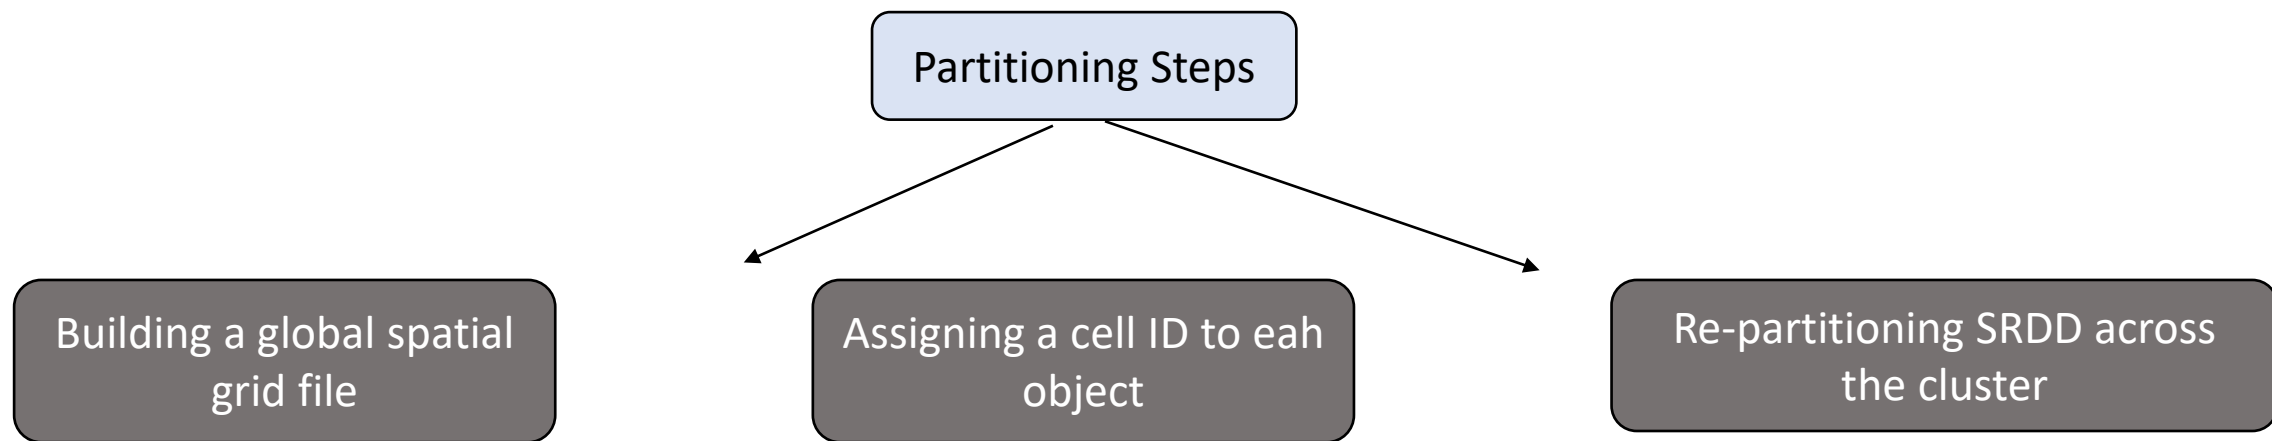 Partitioning Steps
Building a global spatial
grid file
Assigning a cell ID to eah
object
Re-partitioning SRDD across
the cluster